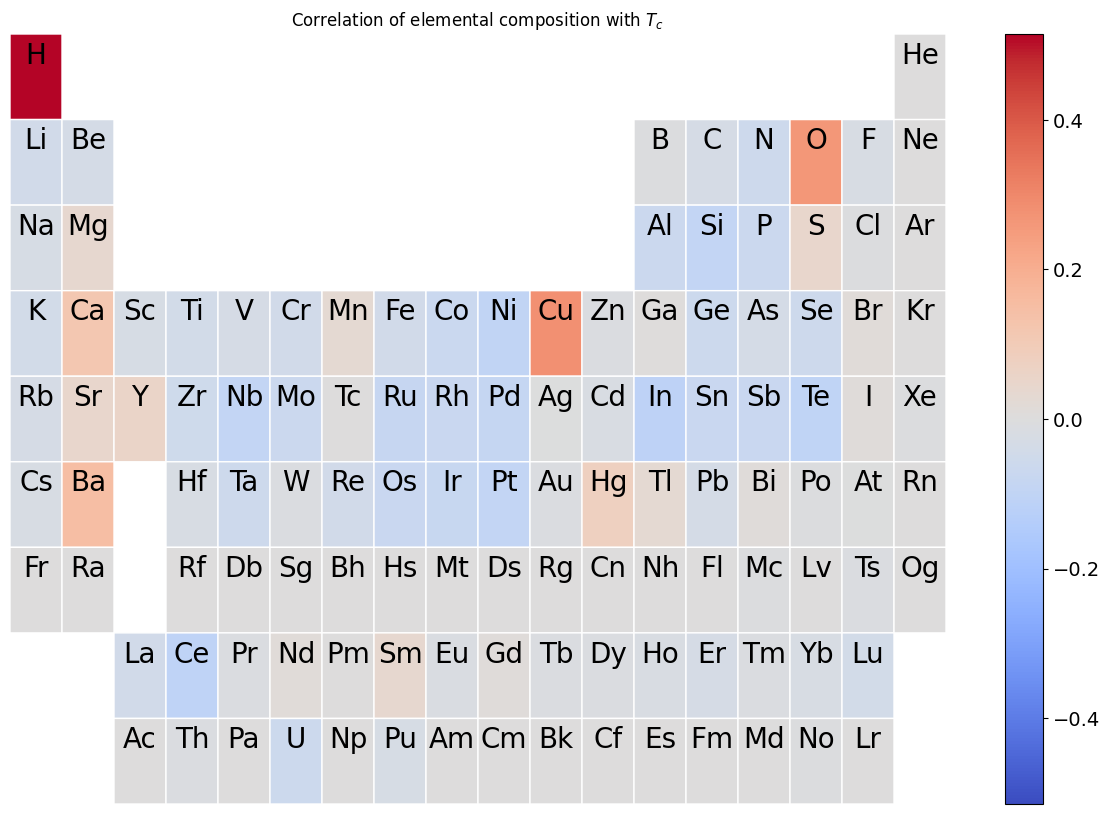 Correlation of elemental composition with $T_c$
H He
Li Be B C N O F Ne
Na Mg Al Si P S Cl Ar
K Ca Sc Ti V Cr Mn Fe Co Ni Cu Zn Ga Ge As Se Br Kr
Rb Sr Y Zr Nb Mo Tc Ru Rh Pd Ag Cd In Sn Sb Te I Xe
Cs Ba Hf Ta W Re Os Ir Pt Au Hg Tl Pb Bi Po At Rn
Fr Ra Rf Db Sg Bh Hs Mt Ds Rg Cn Nh Fl Mc Lv Ts Og
La Ce Pr Nd Pm Sm Eu Gd Tb Dy Ho Er Tm Yb Lu
Ac Th Pa U Np Pu Am Cm Bk Cf Es Fm Md No Lr
0.4
0.2
0.0
−0.2
−0.4